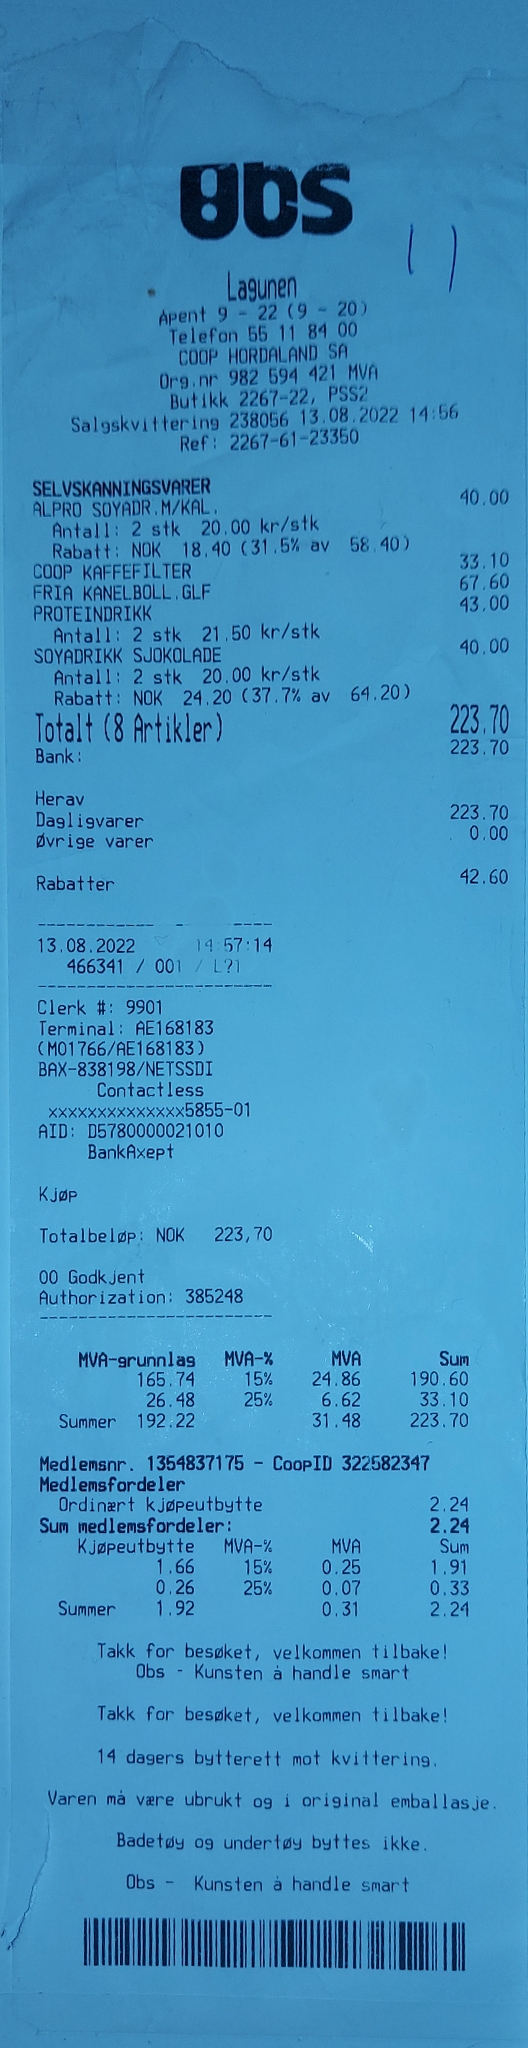 Obs
Lagunen
Åpent 9 - 22 (9 - 20)
Telefon 55 11 84 00
COOP HORDALAND SA
Org.nr 982 594 421 MVA
Butikk 2267-22, PSS2
Salgskvittering 238056 13.08.2022 14:56
Ref: 2267-61-23350
SELVSKANNINGSVARER
ALPRO SOYADR.M/KAL. 40.00
Antall: 2 stk 20.00 kr/stk
Rabatt: NOK 18.40 (31.5% av 58.40)
COOP KAFFEFILTER 33.10
FRIA KANELBOLL.GLF 67.60
PROTEINDRIKK 43.00
Antall: 2 stk 21.50 kr/stk
SOYADRIKK SJOKOLADE 40.00
Antall: 2 stk 20.00 kr/stk
Rabatt: NOK 24.20 (37.7% av 64.20)
Totalt (8 Artikler) 223.70
Bank: 223.70
Herav
Dagligvarer 223.70
Øvrige varer 0.00
Rabatter 42.60
13.08.2022 14:57:14
466341 / 001 / L?1
Clerk #: 9901
Terminal: AE168183
(M01766/AE168183)
BAX-838198/NETSSDI
Contactless
xxxxxxxxxxxxxx5855-01
AID: D5780000021010
BankAxept
Kjøp
Totalbeløp: NOK 223,70
00 Godkjent
Authorization: 385248
MVA-grunnlag MVA-% MVA Sum
165.74 15% 24.86 190.60
26.48 25% 6.62 33.10
Summer 192.22 31.48 223.70
Medlemsnr. 1354837175 - CoopID 322582347
Medlemsfordeler
Ordinært kjøpeutbytte 2.24
Sum medlemsfordeler: 2.24
Kjøpeutbytte MVA-% MVA Sum
1.66 15% 0.25 1.91
0.26 25% 0.07 0.33
Summer 1.92 0.31 2.24
Takk for besøket, velkommen tilbake!
Obs - Kunsten å handle smart
Takk for besøket, velkommen tilbake!
14 dagers bytterett mot kvittering.
Varen må være ubrukt og i original emballasje.
Badetøy og undertøy byttes ikke.
Obs - Kunsten å handle smart